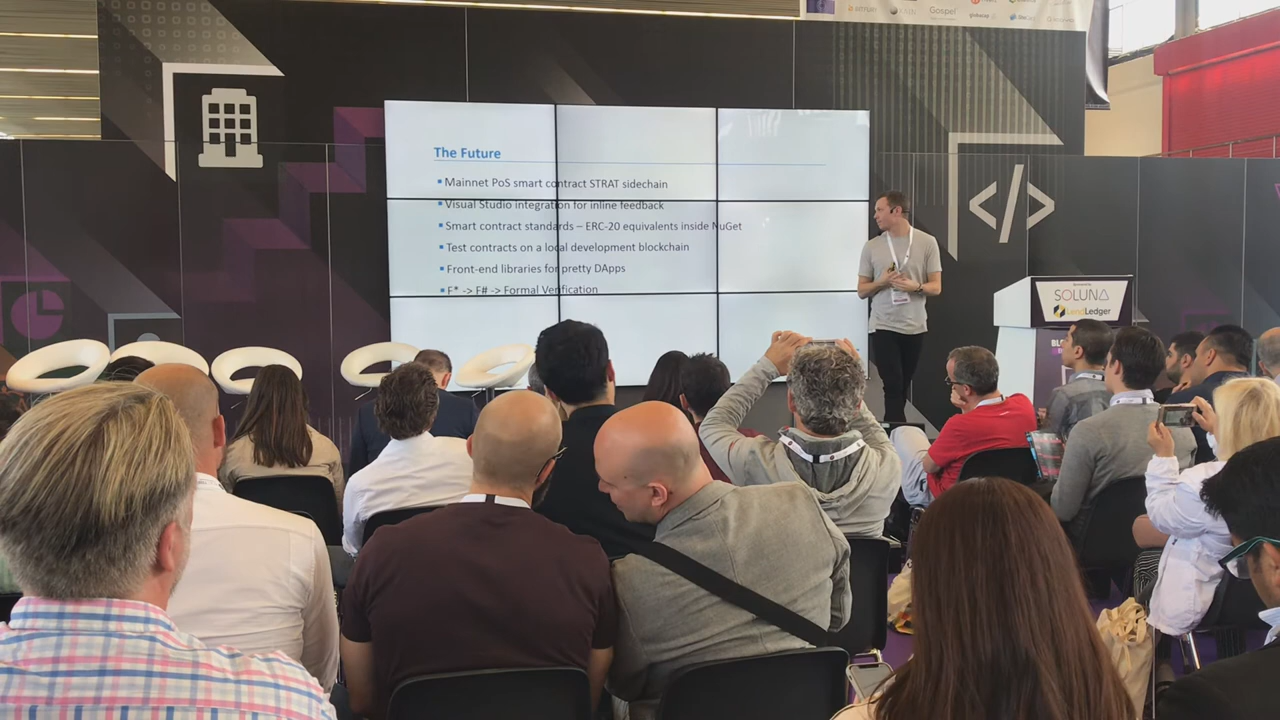 Gospel
The Future
Mainnet PoS smart contract STRAT sidechain
Visual Studio integration for inline feedback
Smart contract standards – ERC-20 equivalents inside NuGet
Test contracts on a local development blockchain
Front-end libraries for pretty DApps
F* -> F# -> Formal Verification
</>
SOLUNA
LendLedger